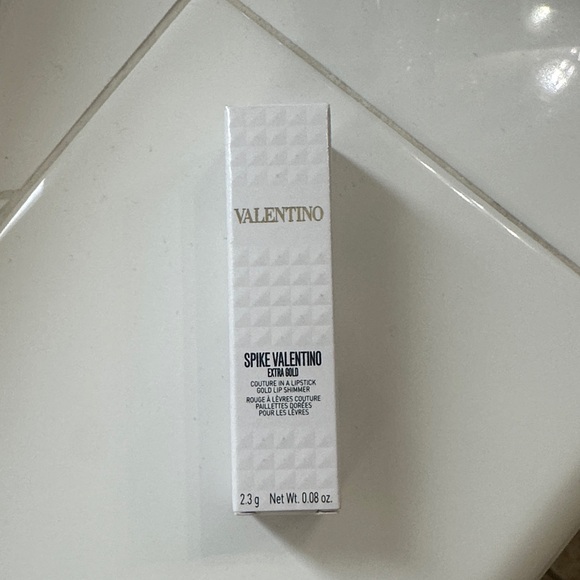 VALENTINO
SPIKE VALENTINO
EXTRA GOLD
COUTURE IN A LIPSTICK
GOLD LIP SHIMMER
ROUGE À LÈVRES COUTURE
PAILLETTES DORÉES
POUR LES LÈVRES
2.3 g Net Wt. 0.08 oz.